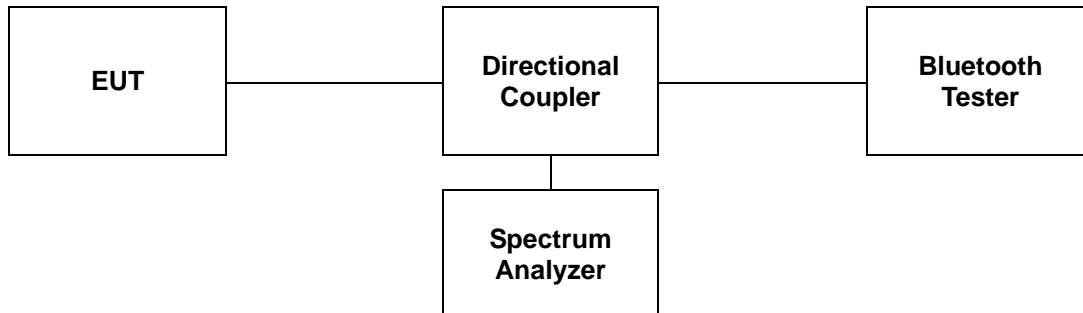 EUT
Directional
Coupler
Bluetooth
Tester
Spectrum
Analyzer